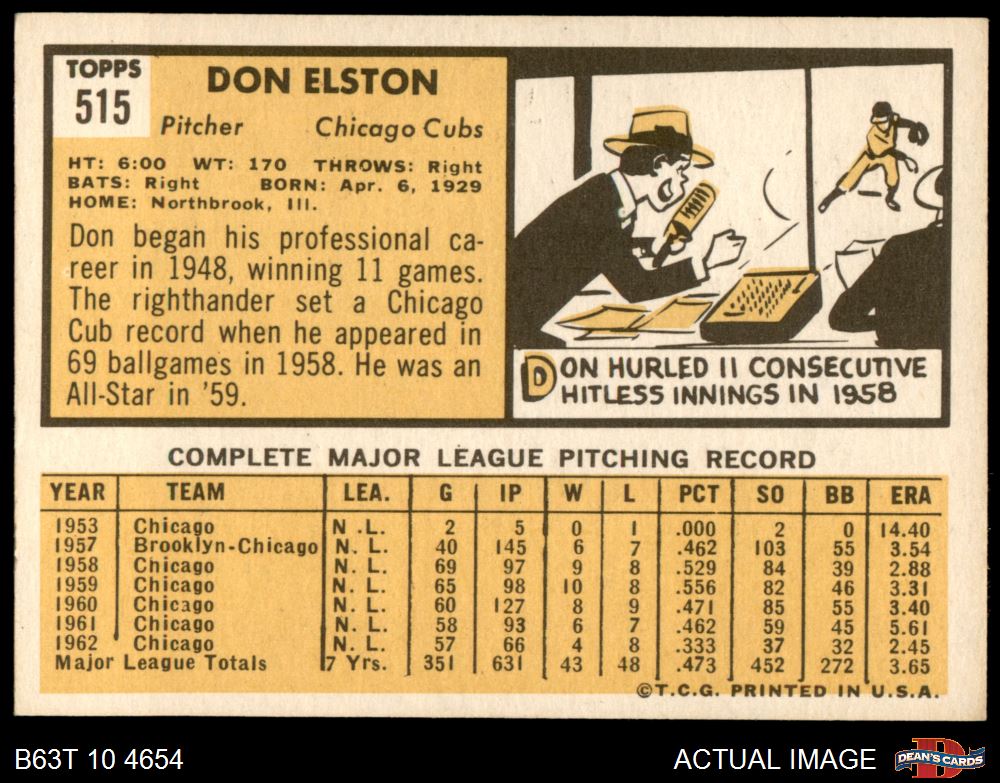 TOPPS
515
DON ELSTON
Pitcher Chicago Cubs
HT: 6:00 WT: 170 THROWS: Right
BATS: Right BORN: Apr. 6, 1929
HOME: Northbrook, Ill.
Don began his professional ca-
reer in 1948, winning 11 games.
The righthander set a Chicago
Cub record when he appeared in
69 ballgames in 1958. He was an
All-Star in '59.
DON HURLED 11 CONSECUTIVE
HITLESS INNINGS IN 1958
COMPLETE MAJOR LEAGUE PITCHING RECORD
YEAR TEAM LEA. G IP W L PCT SO BB ERA
1953 Chicago N .L. 2 5 0 1 .000 2 0 14.40
1957 Brooklyn-Chicago N. L. 40 145 6 7 .462 103 55 3.54
1958 Chicago N. L. 69 97 9 8 .529 84 39 2.88
1959 Chicago N. L. 65 98 10 8 .556 82 46 3.31
1960 Chicago N. L. 60 127 8 9 .471 85 55 3.40
1961 Chicago N. L. 58 93 6 7 .462 59 45 5.61
1962 Chicago N. L. 57 66 4 8 .333 37 32 2.45
Major League Totals 7 Yrs. 351 631 43 48 .473 452 272 3.65
©T.C.G. PRINTED IN U.S.A.
B63T 10 4654
ACTUAL IMAGE
DEAN'S CARDS